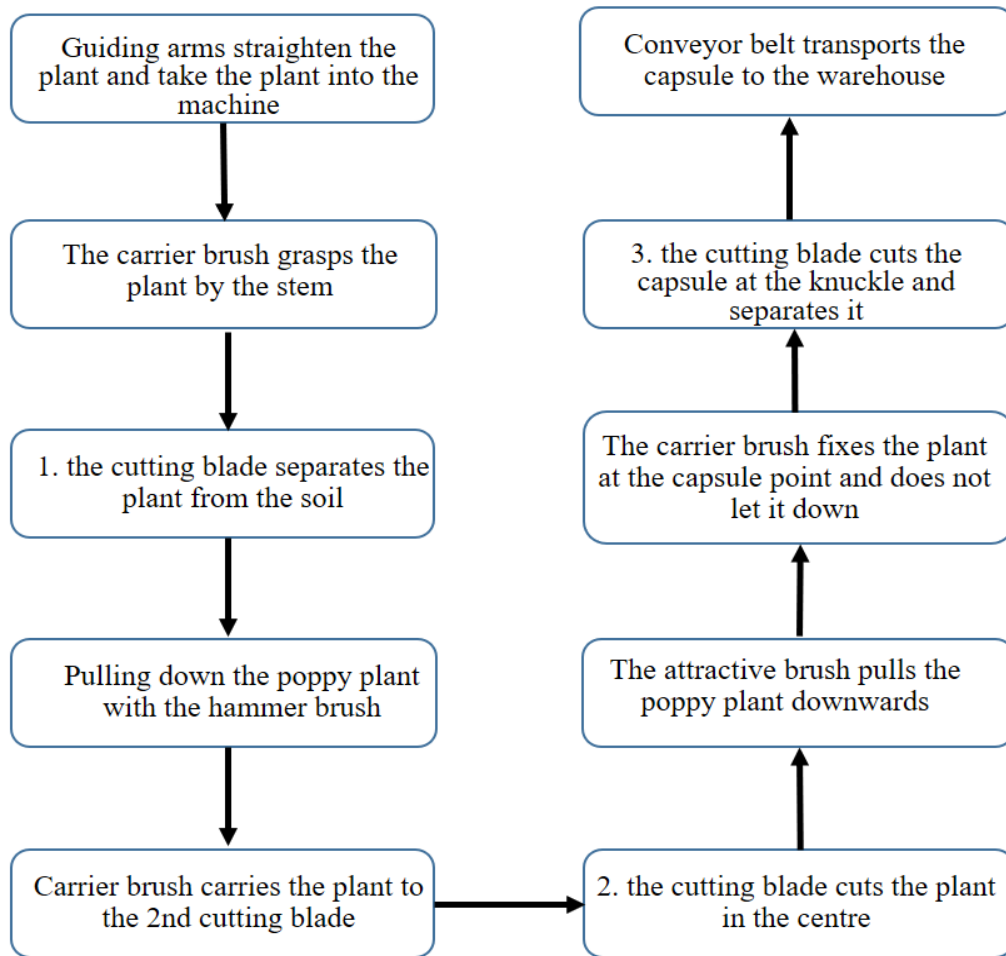 Guiding arms straighten the
plant and take the plant into the
machine
The carrier brush grasps the
plant by the stem
1. the cutting blade separates the
plant from the soil
Pulling down the poppy plant
with the hammer brush
Carrier brush carries the plant to
the 2nd cutting blade
2. the cutting blade cuts the plant
in the centre
The attractive brush pulls the
poppy plant downwards
The carrier brush fixes the plant
at the capsule point and does not
let it down
3. the cutting blade cuts the
capsule at the knuckle and
separates it
Conveyor belt transports the
capsule to the warehouse